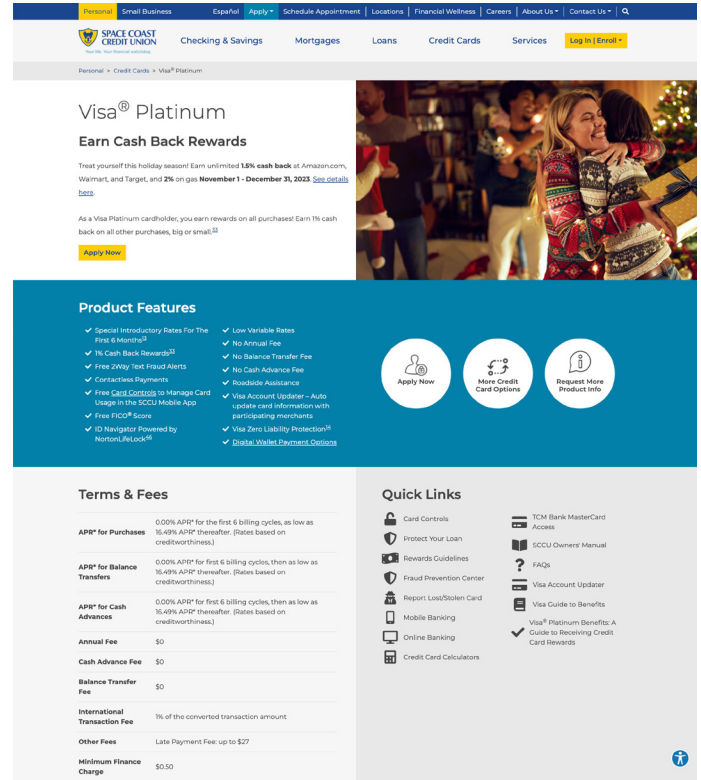 Personal Small Business Español Apply Schedule Appointment Locations Financial Wellness Careers About Us Contact Us
SPACE COAST
CREDIT UNION
Your life. Your financial watchdog.
Checking & Savings Mortgages Loans Credit Cards Services Log In | Enroll
Personal > Credit Cards > Visa® Platinum
Visa® Platinum
Earn Cash Back Rewards
Treat yourself this holiday season! Earn unlimited 1.5% cash back at Amazon.com,
Walmart, and Target, and 2% on gas November 1 - December 31, 2023. See details
here.
As a Visa Platinum cardholder, you earn rewards on all purchases! Earn 1% cash
back on all other purchases, big or small.33
Apply Now
Product Features
✓ Special Introductory Rates For The
First 6 Months
✓ 1% Cash Back Rewards33
✓ Free 2Way Text Fraud Alerts
✓ Contactless Payments
✓ Free Card Controls to Manage Card
Usage in the SCCU Mobile App
✓ Free FICO® Score
✓ ID Navigator Powered by
NortonLifeLock46
✓ Low Variable Rates
✓ No Annual Fee
✓ No Balance Transfer Fee
✓ No Cash Advance Fee
✓ Roadside Assistance
✓ Visa Account Updater – Auto
update card information with
participating merchants
✓ Visa Zero Liability Protection14
✓ Digital Wallet Payment Options
Apply Now
More Credit
Card Options
Request More
Product Info
Terms & Fees
APR* for Purchases
0.00% APR* for the first 6 billing cycles, as low as
16.49% APR* thereafter. (Rates based on
creditworthiness.)
APR* for Balance
Transfers
0.00% APR* for first 6 billing cycles, then as low as
16.49% APR* thereafter. (Rates based on
creditworthiness.)
APR* for Cash
Advances
0.00% APR* for first 6 billing cycles, then as low as
16.49% APR* thereafter. (Rates based on
creditworthiness.)
Annual Fee $0
Cash Advance Fee $0
Balance Transfer
Fee
$0
International
Transaction Fee
1% of the converted transaction amount
Other Fees Late Payment Fee: up to $27
Minimum Finance
Charge
$0.50
Quick Links
Card Controls
Protect Your Loan
Rewards Guidelines
Fraud Prevention Center
Report Lost/Stolen Card
Mobile Banking
Online Banking
Credit Card Calculators
TCM Bank MasterCard
Access
SCCU Owners' Manual
FAQs
Visa Account Updater
Visa Guide to Benefits
Visa® Platinum Benefits: A
Guide to Receiving Credit
Card Rewards